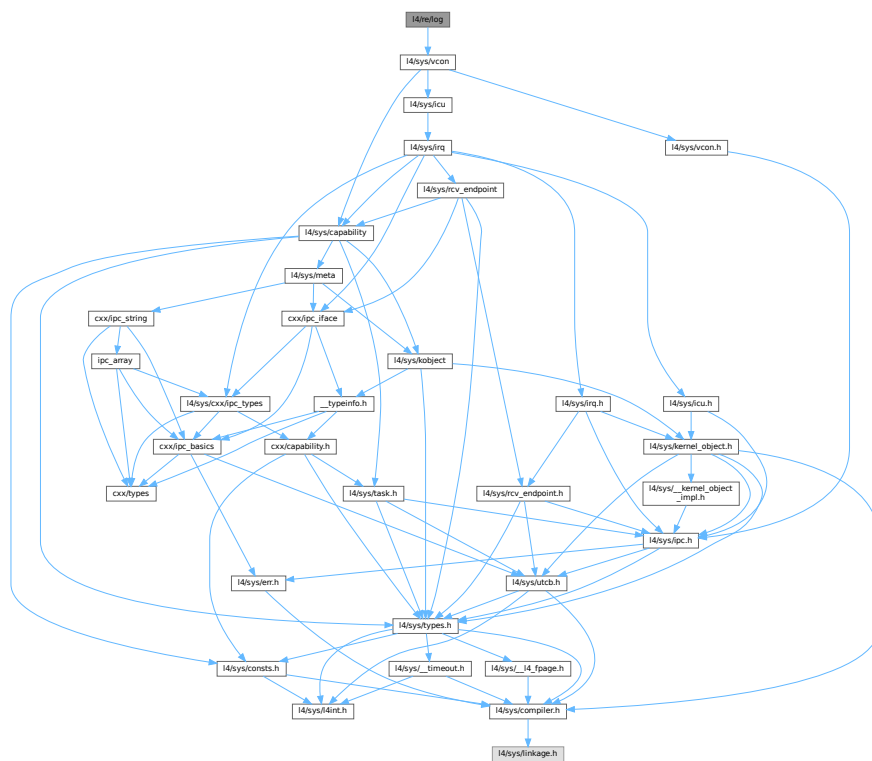 l4/re/log
l4/sys/vcon
l4/sys/icu
l4/sys/irq
l4/sys/vcon.h
l4/sys/rcv_endpoint
l4/sys/capability
l4/sys/meta
cxx/ipc_string
cxx/ipc_iface
ipc_array
l4/sys/kobject
l4/sys/cxx/ipc_types
__typeinfo.h
l4/sys/irq.h
l4/sys/icu.h
cxx/ipc_basics
cxx/capability.h
l4/sys/kernel_object.h
cxx/types
l4/sys/task.h
l4/sys/rcv_endpoint.h
l4/sys/__kernel_object
_impl.h
l4/sys/ipc.h
l4/sys/err.h
l4/sys/utcb.h
l4/sys/types.h
l4/sys/consts.h
l4/sys/__timeout.h
l4/sys/__l4_fpage.h
l4/sys/l4int.h
l4/sys/compiler.h
l4/sys/linkage.h